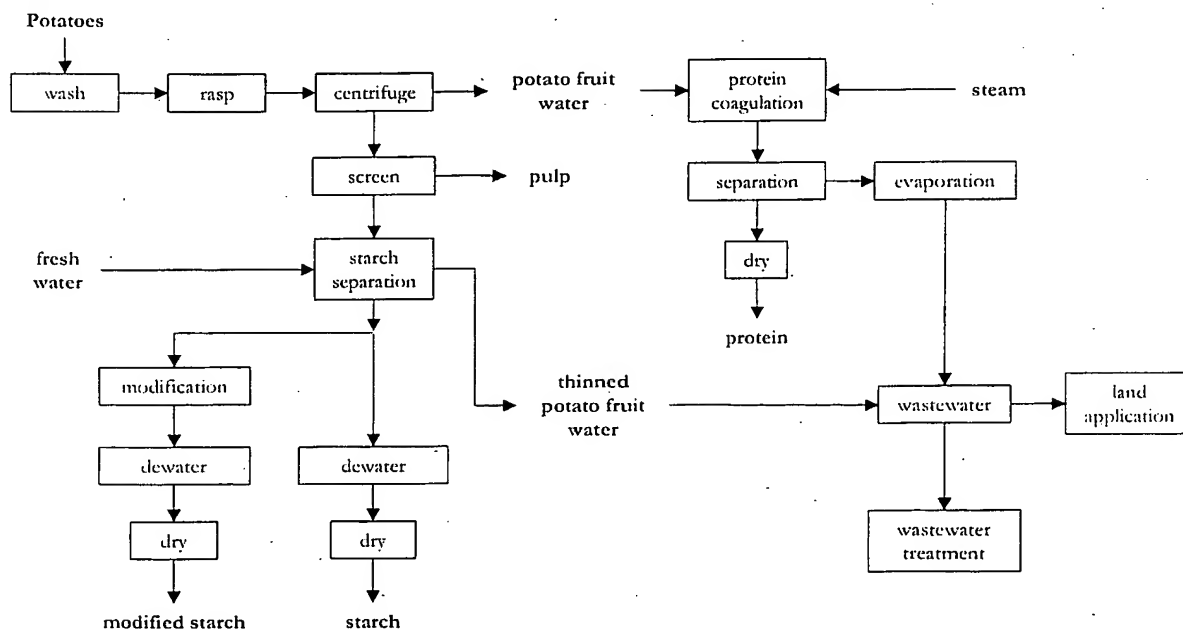 Potatoes
wash
rasp
centrifuge
potato fruit
water
protein
coagulation
steam
screen
pulp
separation
evaporation
fresh
water
starch
separation
dry
protein
modification
thinned
potato fruit
water
wastewater
land
application
dewater
dewater
dry
dry
wastewater
treatment
modified starch
starch